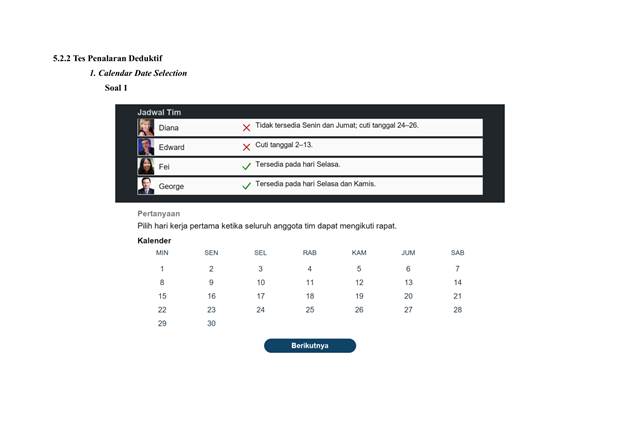 5.2.2 Tes Penalaran Deduktif
1. Calendar Date Selection
Soal 1
Jadwal Tim
Diana Tidak tersedia Senin dan Jumat; cuti tanggal 24–26.
Edward Cuti tanggal 2–13.
Fei Tersedia pada hari Selasa.
George Tersedia pada hari Selasa dan Kamis.
Pertanyaan
Pilih hari kerja pertama ketika seluruh anggota tim dapat mengikuti rapat.
Kalender
MIN SEN SEL RAB KAM JUM SAB
1 2 3 4 5 6 7
8 9 10 11 12 13 14
15 16 17 18 19 20 21
22 23 24 25 26 27 28
29 30
Berikutnya